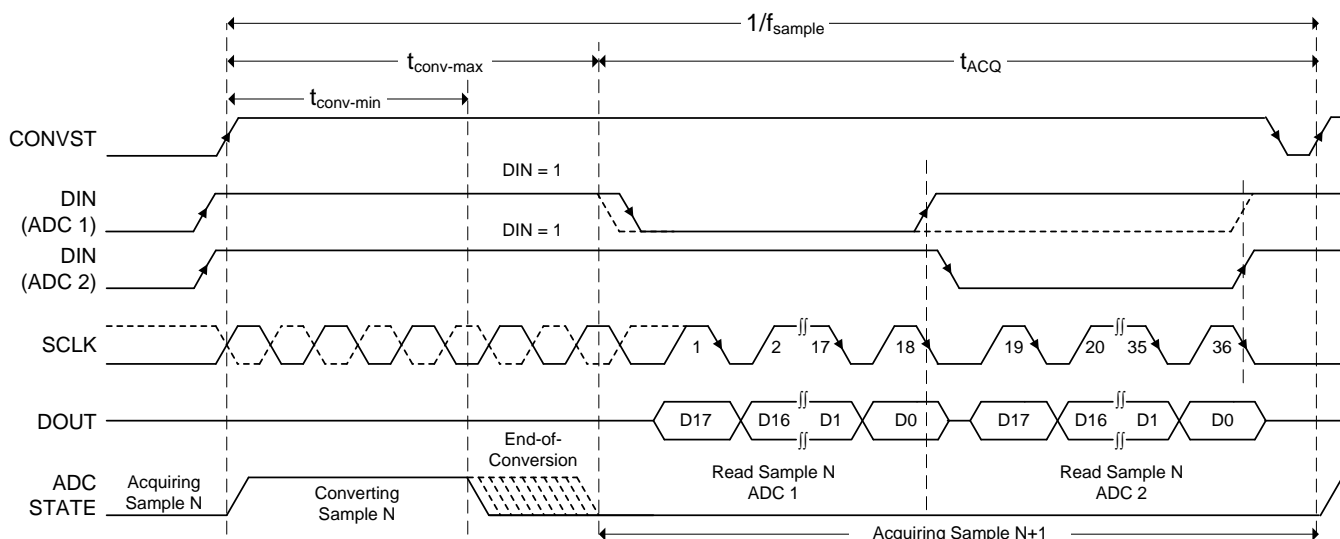 1/fsample
tconv-max
tACQ
tconv-min
CONVST
DIN = 1
DIN
(ADC 1)
DIN = 1
DIN
(ADC 2)
SCLK
1 2 17 18 19 20 35 36
DOUT
D17 D16 D1 D0 D17 D16 D1 D0
End-of-
Conversion
ADC
STATE
Acquiring
Sample N
Converting
Sample N
Read Sample N
ADC 1
Read Sample N
ADC 2
Acquiring Sample N+1